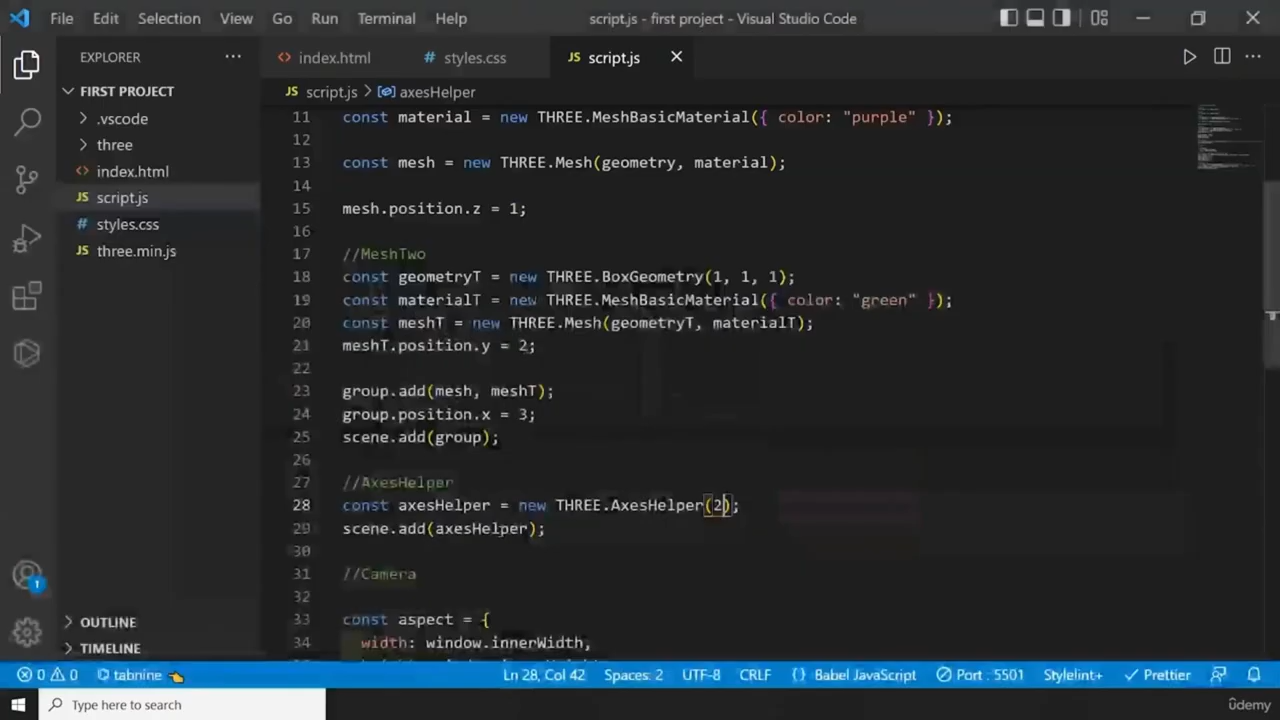 File Edit Selection View Go Run Terminal Help script.js - first project - Visual Studio Code
EXPLORER
index.html
styles.css
script.js
FIRST PROJECT
.vscode
three
index.html
script.js
styles.css
three.min.js
OUTLINE
TIMELINE
script.js > axesHelper
11 const material = new THREE.MeshBasicMaterial({ color: "purple" });
12
13 const mesh = new THREE.Mesh(geometry, material);
14
15 mesh.position.z = 1;
16
17 //MeshTwo
18 const geometryT = new THREE.BoxGeometry(1, 1, 1);
19 const materialT = new THREE.MeshBasicMaterial({ color: "green" });
20 const meshT = new THREE.Mesh(geometryT, materialT);
21 meshT.position.y = 2;
22
23 group.add(mesh, meshT);
24 group.position.x = 3;
25 scene.add(group);
26
27 //AxesHelper
28 const axesHelper = new THREE.AxesHelper(2);
29 scene.add(axesHelper);
30
31 //Camera
32
33 const aspect = {
34 width: window.innerWidth,
0 0 tabnine Ln 28, Col 42 Spaces: 2 UTF-8 CRLF {} Babel JavaScript Port : 5501 Stylelint+ Prettier
Type here to search
ûdemy